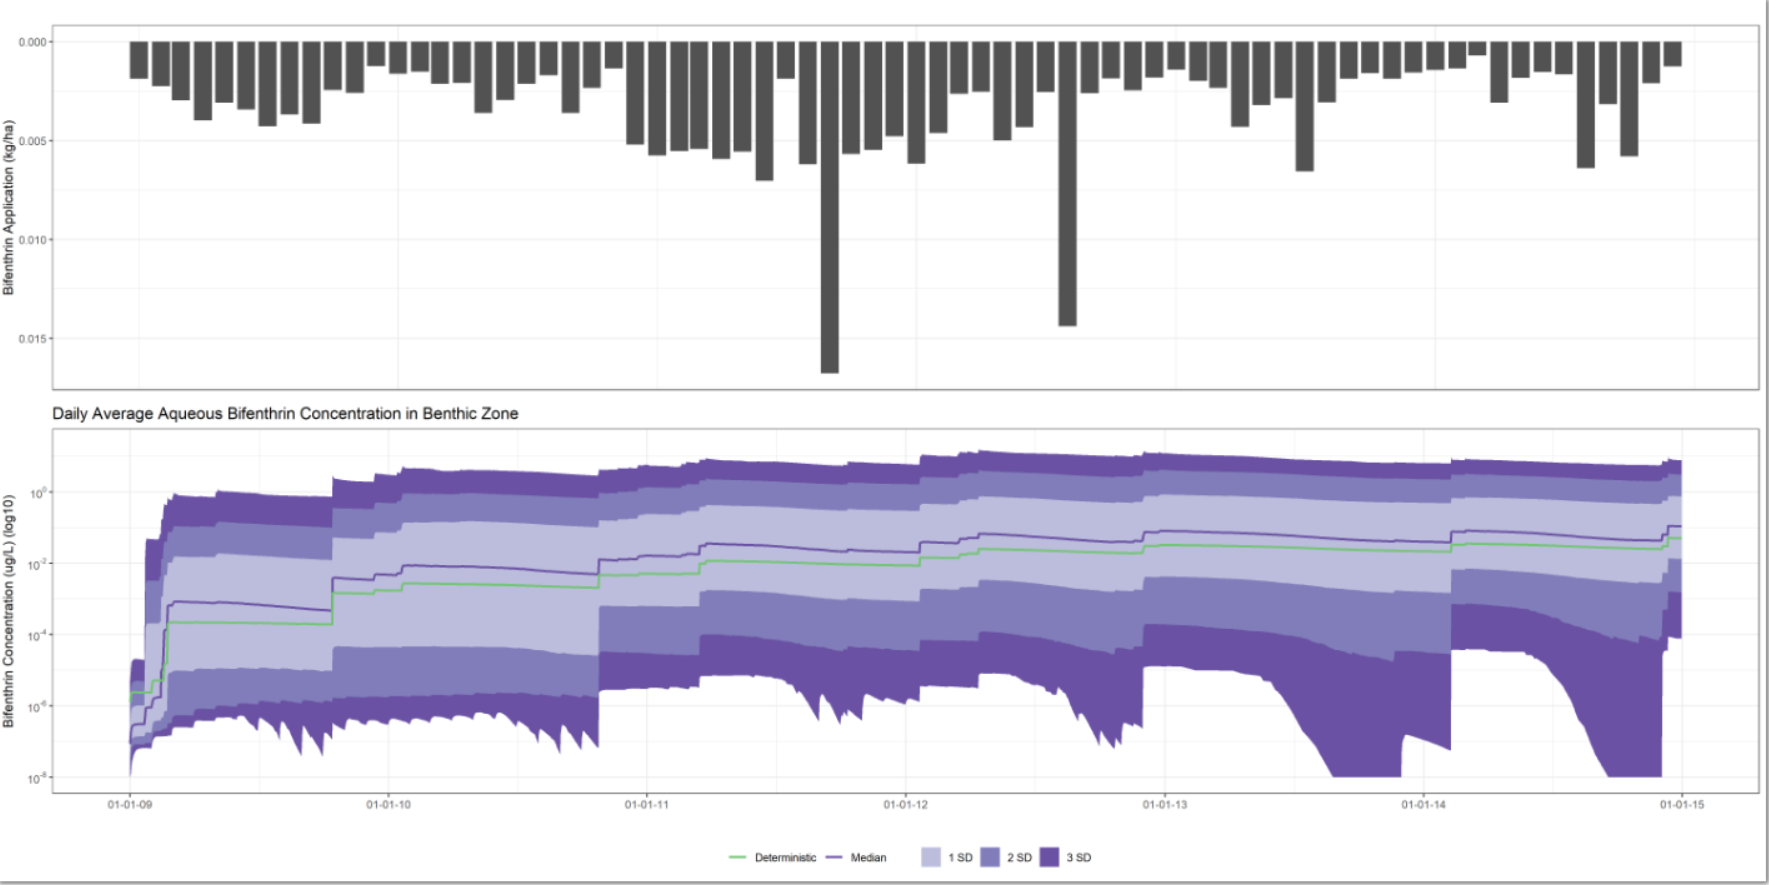 Bifenthrin Application (kg/ha)
0.000
0.005
0.010
0.015
Daily Average Aqueous Bifenthrin Concentration in Benthic Zone
Bifenthrin Concentration (ug/L) (log10)
10⁰
10⁻²
10⁻⁴
10⁻⁶
10⁻⁸
01-01-09 01-01-10 01-01-11 01-01-12 01-01-13 01-01-14 01-01-15
Deterministic Median 1 SD 2 SD 3 SD